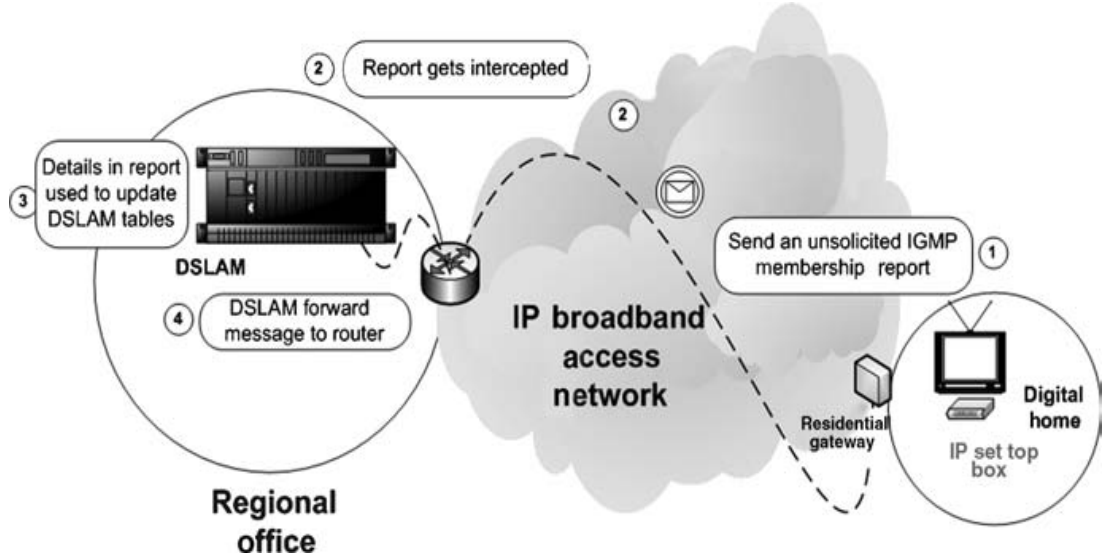 2
Report gets intercepted
2
Details in report
used to update
DSLAM tables
3
DSLAM
4
DSLAM forward
message to router
Send an unsolicited IGMP
membership report
1
IP broadband
access
network
Residential
gateway
Digital
home
IP set top
box
Regional
office